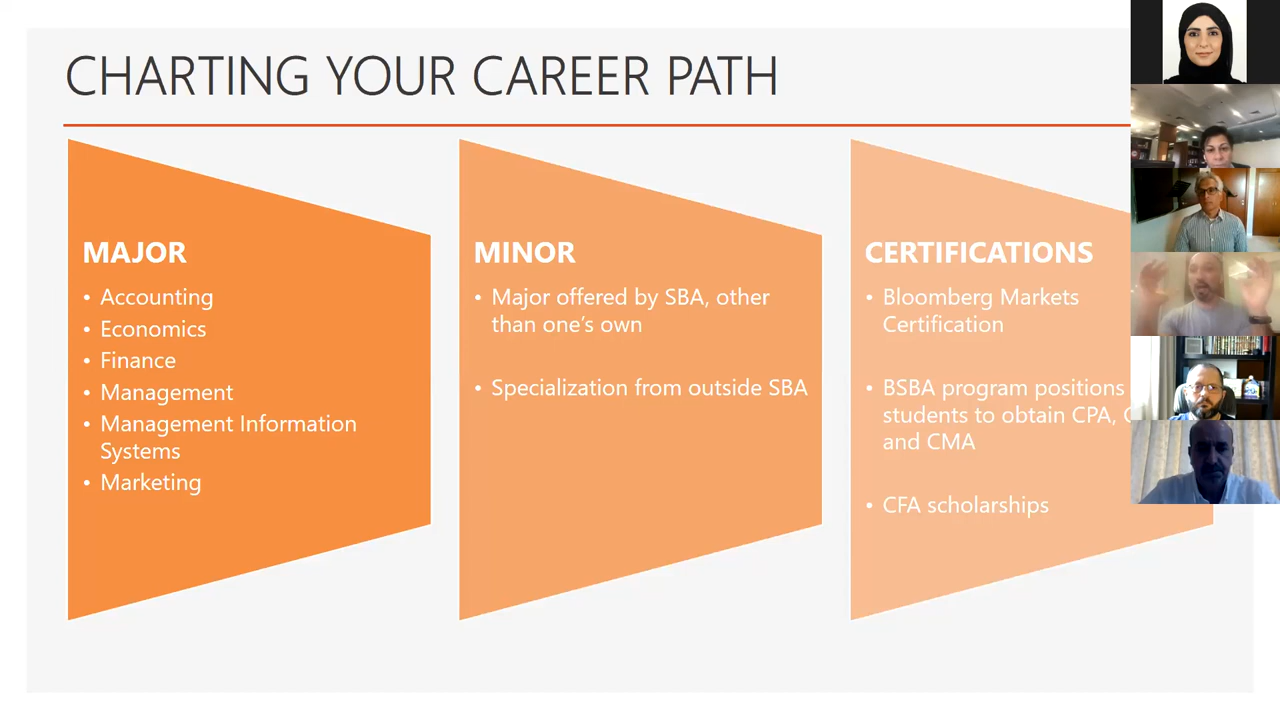 CHARTING YOUR CAREER PATH
MAJOR
• Accounting
• Economics
• Finance
• Management
• Management Information
Systems
• Marketing
MINOR
• Major offered by SBA, other
than one's own
• Specialization from outside SBA
CERTIFICATIONS
• Bloomberg Markets
Certification
• BSBA program positions
students to obtain CPA,
and CMA
• CFA scholarships